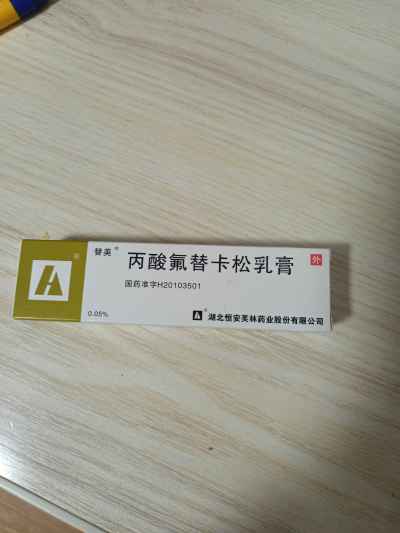 替美®
丙酸氟替卡松乳膏
外
国药准字H20103501
0.05%
湖北恒安芙林药业股份有限公司